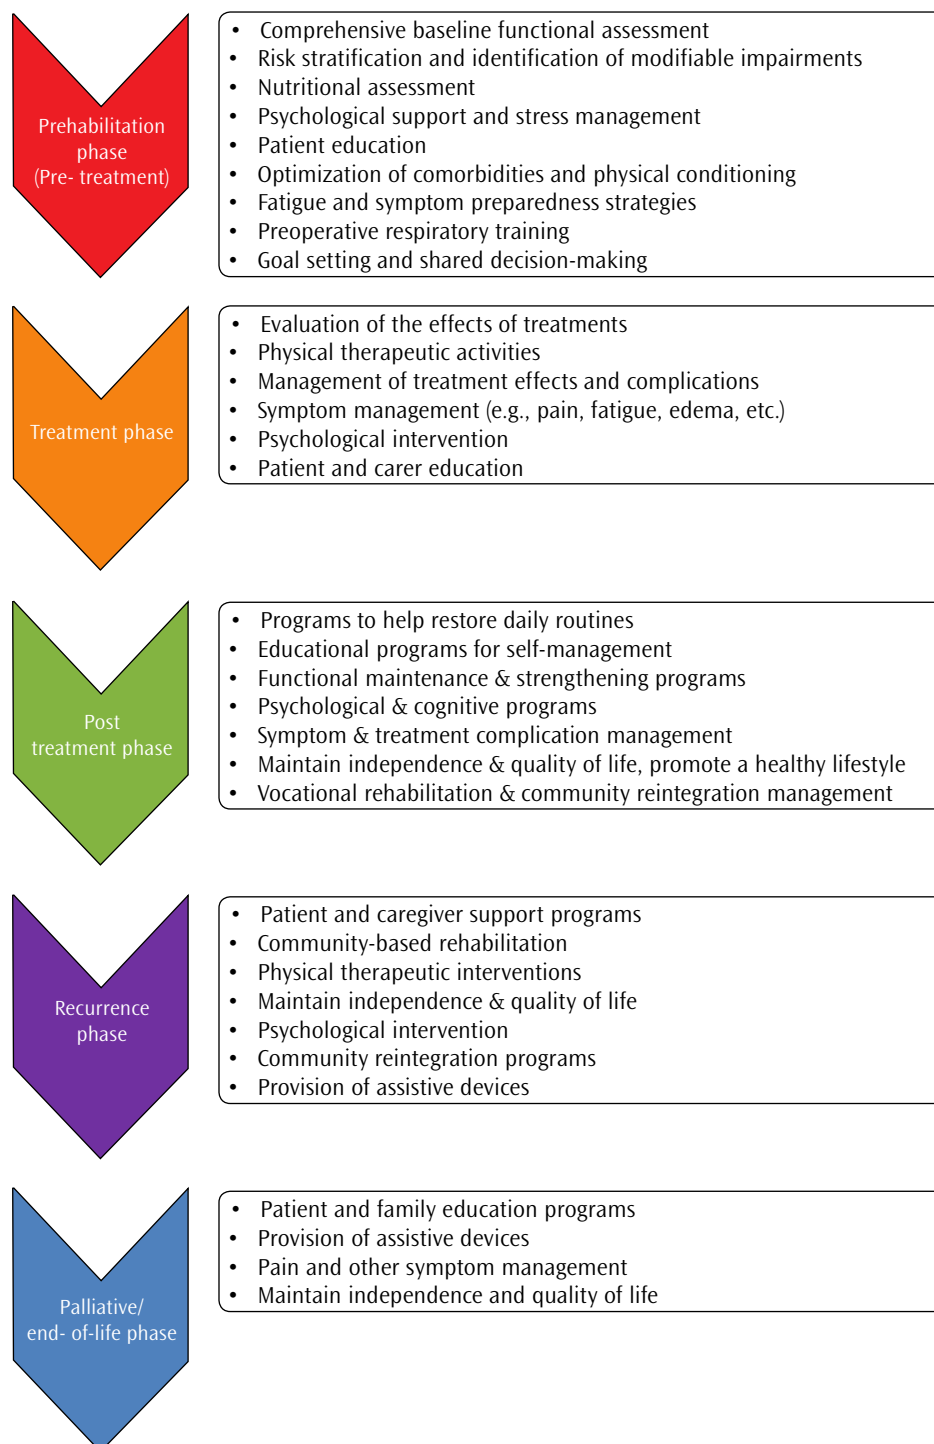 Prehabilitation
phase
(Pre- treatment)
• Comprehensive baseline functional assessment
• Risk stratification and identification of modifiable impairments
• Nutritional assessment
• Psychological support and stress management
• Patient education
• Optimization of comorbidities and physical conditioning
• Fatigue and symptom preparedness strategies
• Preoperative respiratory training
• Goal setting and shared decision-making
Treatment phase
• Evaluation of the effects of treatments
• Physical therapeutic activities
• Management of treatment effects and complications
• Symptom management (e.g., pain, fatigue, edema, etc.)
• Psychological intervention
• Patient and carer education
Post
treatment phase
• Programs to help restore daily routines
• Educational programs for self-management
• Functional maintenance & strengthening programs
• Psychological & cognitive programs
• Symptom & treatment complication management
• Maintain independence & quality of life, promote a healthy lifestyle
• Vocational rehabilitation & community reintegration management
Recurrence
phase
• Patient and caregiver support programs
• Community-based rehabilitation
• Physical therapeutic interventions
• Maintain independence & quality of life
• Psychological intervention
• Community reintegration programs
• Provision of assistive devices
Palliative/
end- of-life phase
• Patient and family education programs
• Provision of assistive devices
• Pain and other symptom management
• Maintain independence and quality of life